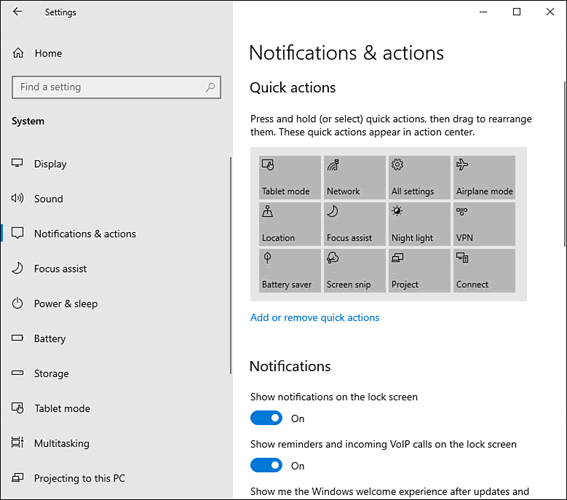 Settings
Home
Find a setting
System
Display
Sound
Notifications & actions
Focus assist
Power & sleep
Battery
Storage
Tablet mode
Multitasking
Projecting to this PC
Notifications & actions
Quick actions
Press and hold (or select) quick actions, then drag to rearrange
them. These quick actions appear in action center.
Tablet mode Network All settings Airplane mode
Location Focus assist Night light VPN
Battery saver Screen snip Project Connect
Add or remove quick actions
Notifications
Show notifications on the lock screen
On
Show reminders and incoming VoIP calls on the lock screen
On
Show me the Windows welcome experience after updates and